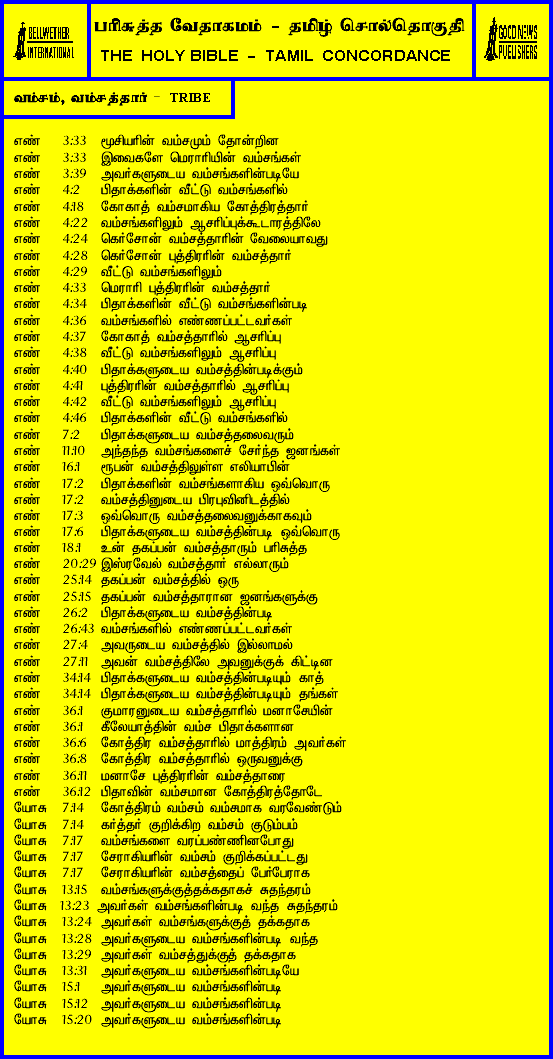 BELLWETHER
INTERNATIONAL
பரிசுத்த வேதாகமம் - தமிழ் சொல்தொகுதி
THE HOLY BIBLE - TAMIL CONCORDANCE
GOOD NEWS
PUBLISHERS
வம்சம், வம்சத்தார் - TRIBE
எண் 3:33 மூசியரின் வம்சமும் தோன்றின
எண் 3:33 இவைகளே மெராரியின் வம்சங்கள்
எண் 3:39 அவர்களுடைய வம்சங்களின்படியே
எண் 4:2 பிதாக்களின் வீட்டு வம்சங்களில்
எண் 4:18 கோகாத் வம்சமாகிய கோத்திரத்தார்
எண் 4:22 வம்சங்களிலும் ஆசரிப்புக்கூடாரத்திலே
எண் 4:24 கெர்சோன் வம்சத்தாரின் வேலையாவது
எண் 4:28 கெர்சோன் புத்திரரின் வம்சத்தார்
எண் 4:29 வீட்டு வம்சங்களிலும்
எண் 4:33 மெராரி புத்திரரின் வம்சத்தார்
எண் 4:34 பிதாக்களின் வீட்டு வம்சங்களின்படி
எண் 4:36 வம்சங்களில் எண்ணப்பட்டவர்கள்
எண் 4:37 கோகாத் வம்சத்தாரில் ஆசரிப்பு
எண் 4:38 வீட்டு வம்சங்களிலும் ஆசரிப்பு
எண் 4:40 பிதாக்களுடைய வம்சத்தின்படிக்கும்
எண் 4:41 புத்திரரின் வம்சத்தாரில் ஆசரிப்பு
எண் 4:42 வீட்டு வம்சங்களிலும் ஆசரிப்பு
எண் 4:46 பிதாக்களின் வீட்டு வம்சங்களில்
எண் 7:2 பிதாக்களுடைய வம்சத்தலைவரும்
எண் 11:10 அந்தந்த வம்சங்களைச் சேர்ந்த ஜனங்கள்
எண் 16:1 ரூபன் வம்சத்திலுள்ள எலியாபின்
எண் 17:2 பிதாக்களின் வம்சங்களாகிய ஒவ்வொரு
எண் 17:2 வம்சத்தினுடைய பிரபுவினிடத்தில்
எண் 17:3 ஒவ்வொரு வம்சத்தலைவனுக்காகவும்
எண் 17:6 பிதாக்களுடைய வம்சத்தின்படி ஒவ்வொரு
எண் 18:1 உன் தகப்பன் வம்சத்தாரும் பரிசுத்த
எண் 20:29 இஸ்ரவேல் வம்சத்தார் எல்லாரும்
எண் 25:14 தகப்பன் வம்சத்தில் ஒரு
எண் 25:15 தகப்பன் வம்சத்தாரான ஜனங்களுக்கு
எண் 26:2 பிதாக்களுடைய வம்சத்தின்படி
எண் 26:43 வம்சங்களில் எண்ணப்பட்டவர்கள்
எண் 27:4 அவருடைய வம்சத்தில் இல்லாமல்
எண் 27:11 அவன் வம்சத்திலே அவனுக்குக் கிட்டின
எண் 34:14 பிதாக்களுடைய வம்சத்தின்படியும் காத்
எண் 34:14 பிதாக்களுடைய வம்சத்தின்படியும் தங்கள்
எண் 36:1 குமாரனுடைய வம்சத்தாரில் மனாசேயின்
எண் 36:1 கீலேயாத்தின் வம்ச பிதாக்களான
எண் 36:6 கோத்திர வம்சத்தாரில் மாத்திரம் அவர்கள்
எண் 36:8 கோத்திர வம்சத்தாரில் ஒருவனுக்கு
எண் 36:11 மனாசே புத்திரரின் வம்சத்தாரை
எண் 36:12 பிதாவின் வம்சமான கோத்திரத்தோடே
யோசு 7:14 கோத்திரம் வம்சம் வம்சமாக வரவேண்டும்
யோசு 7:14 கர்த்தர் குறிக்கிற வம்சம் குடும்பம்
யோசு 7:17 வம்சங்களை வரப்பண்ணினபோது
யோசு 7:17 சேராகியரின் வம்சம் குறிக்கப்பட்டது
யோசு 7:17 சேராகியரின் வம்சத்தைப் பேர்பேராக
யோசு 13:15 வம்சங்களுக்குத்தக்கதாகச் சுதந்தரம்
யோசு 13:23 அவர்கள் வம்சங்களின்படி வந்த சுதந்தரம்
யோசு 13:24 அவர்கள் வம்சங்களுக்குத் தக்கதாக
யோசு 13:28 அவர்களுடைய வம்சங்களின்படி வந்த
யோசு 13:29 அவர்கள் வம்சத்துக்குத் தக்கதாக
யோசு 13:31 அவர்களுடைய வம்சங்களின்படியே
யோசு 15:1 அவர்களுடைய வம்சங்களின்படி
யோசு 15:12 அவர்களுடைய வம்சங்களின்படி
யோசு 15:20 அவர்களுடைய வம்சங்களின்படி